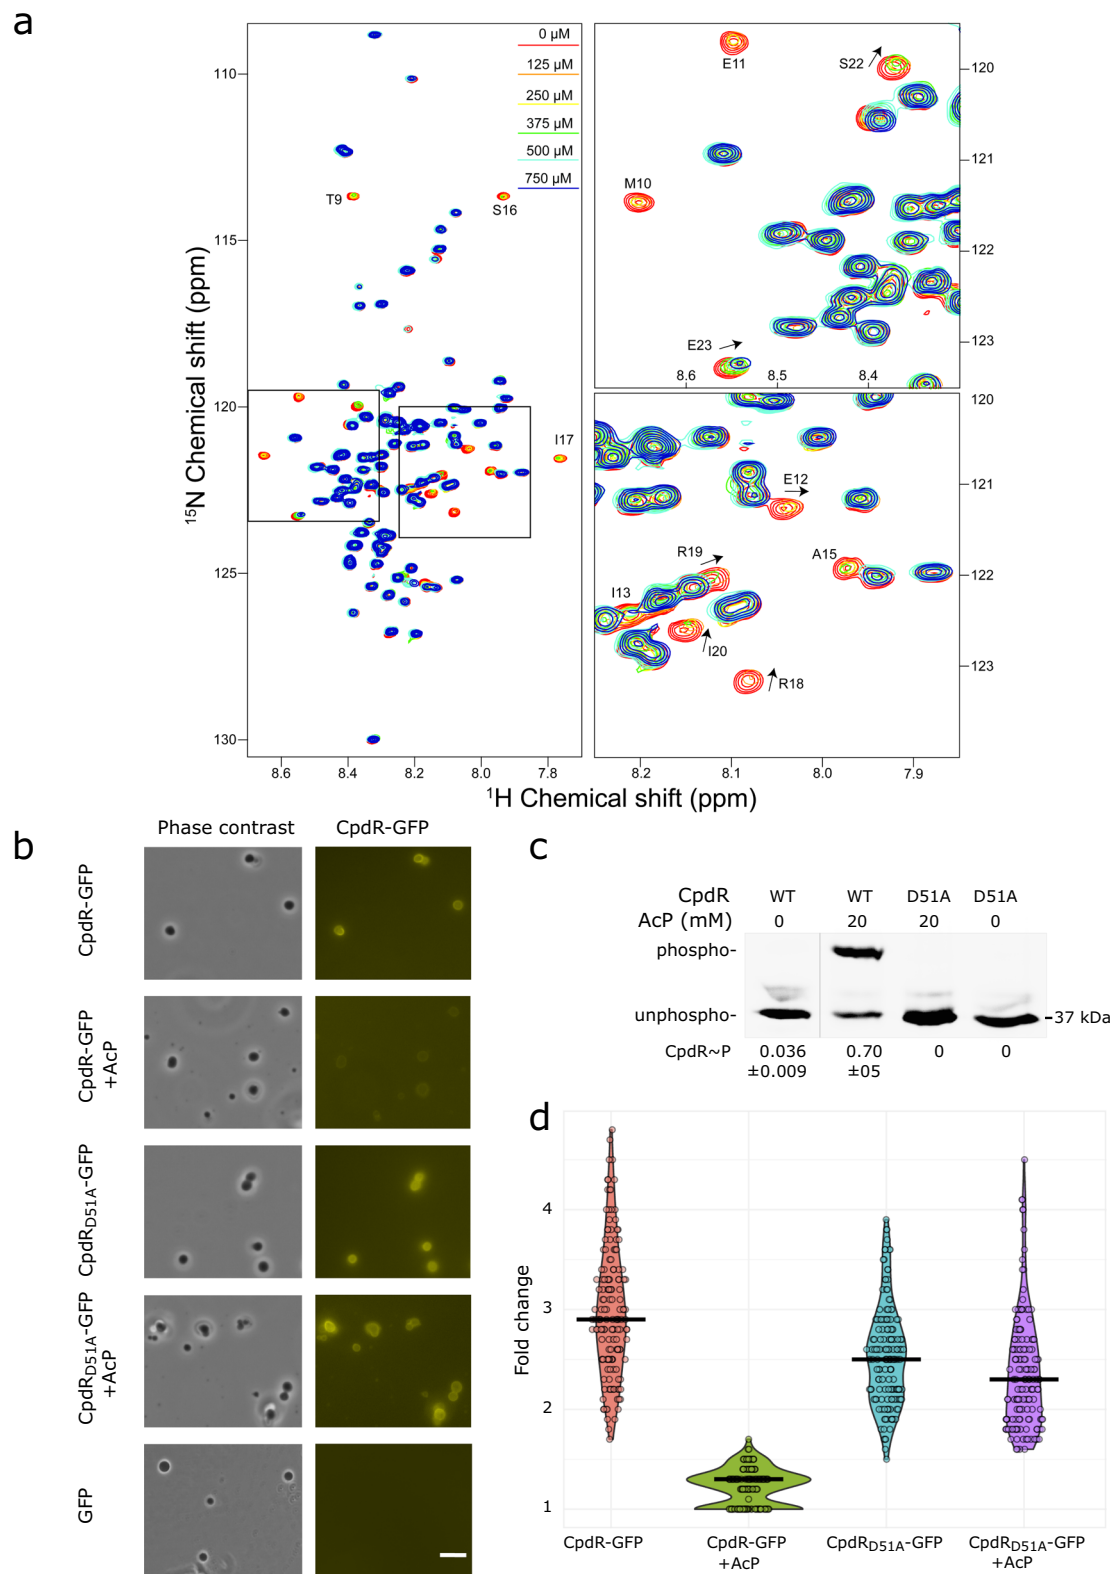 a
0 µM
125 µM
250 µM
375 µM
500 µM
750 µM
T9
S16
I17
110
115
120
125
130
8.6
8.4
8.2
8.0
7.8
15N Chemical shift (ppm)
1H Chemical shift (ppm)
E11
S22
M10
E23
8.6
8.5
8.4
120
121
122
123
E12
R19
A15
I13
I20
R18
120
121
122
123
8.2
8.1
8.0
7.9
b
Phase contrast
CpdR-GFP
CpdR-GFP
CpdR-GFP
+AcP
CpdRD51A-GFP
CpdRD51A-GFP
+AcP
GFP
c
CpdR WT WT D51A D51A
AcP (mM) 0 20 20 0
phospho-
unphospho-
37 kDa
CpdR~P 0.036 0.70 0 0
±0.009 ±05
d
Fold change
4
3
2
1
CpdR-GFP
CpdR-GFP
+AcP
CpdRD51A-GFP
CpdRD51A-GFP
+AcP